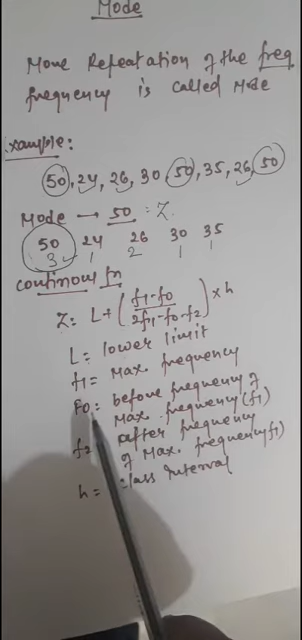 Mode
More Repeatation of the freq
frequency is called Mode
Example:
50, 24, 26, 30, 50, 35, 26, 50
Mode → 50 : Z
50 24 26 30 35
3 1 2 1 1
Continous fn
Z: L+(f1-f0/2f1-f0-f2)×h
L= lower limit
f1= Max. frequency
F0= before frequency of
Max. frequency(f1)
f2 after frequency
of Max. frequency(f1)
h= class interval